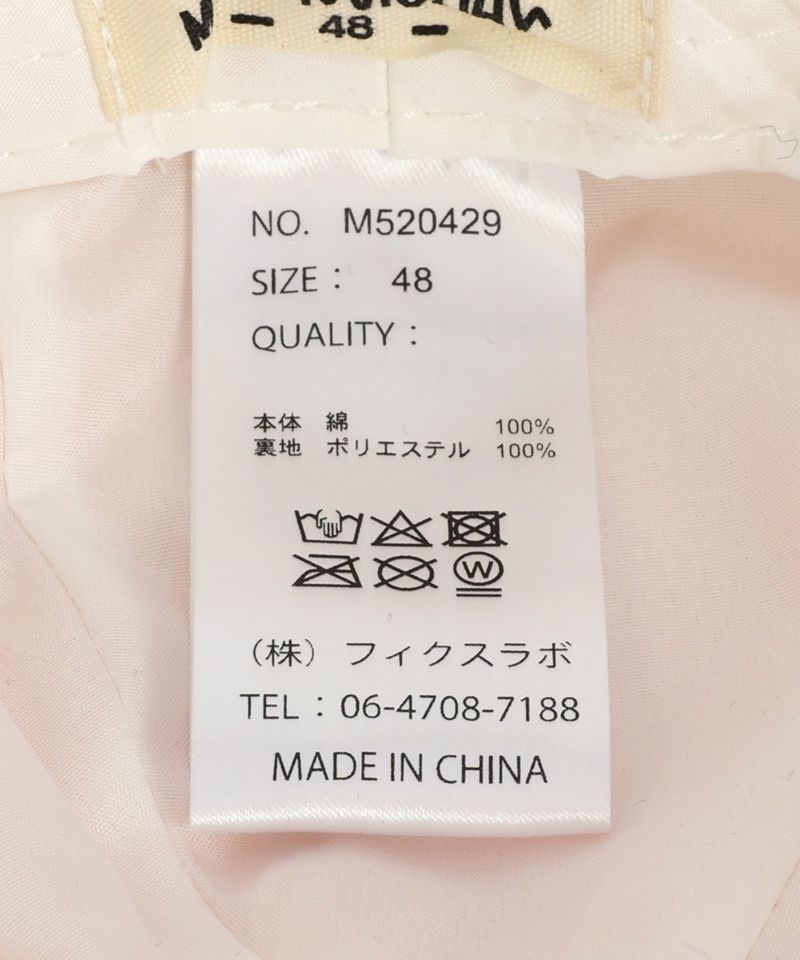 48
NO. M520429
SIZE： 48
QUALITY：
本体 綿 100%
裏地 ポリエステル 100%
W
（株）フィクスラボ
TEL：06-4708-7188
MADE IN CHINA